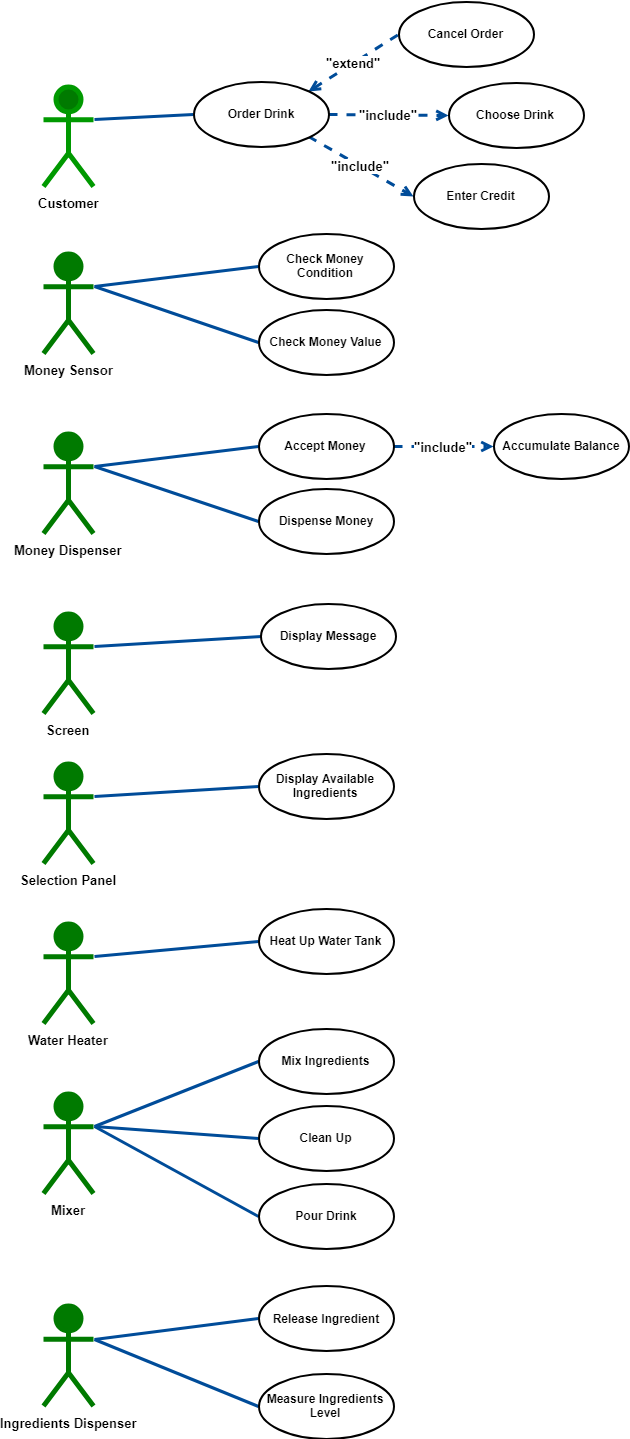 Cancel Order
"extend"
Order Drink
"include"
Choose Drink
"include"
Enter Credit
Customer
Check Money
Condition
Check Money Value
Money Sensor
Accept Money
"include"
Accumulate Balance
Dispense Money
Money Dispenser
Display Message
Screen
Display Available
Ingredients
Selection Panel
Heat Up Water Tank
Water Heater
Mix Ingredients
Clean Up
Pour Drink
Mixer
Release Ingredient
Measure Ingredients
Level
Ingredients Dispenser